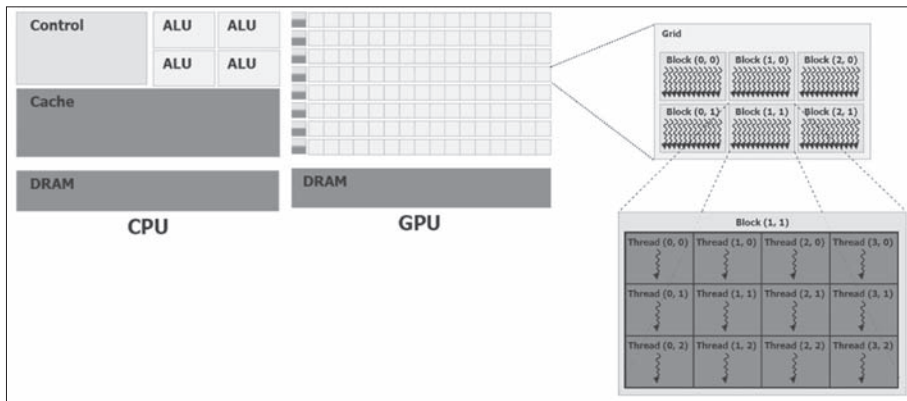 Control
ALU
ALU
ALU
ALU
Cache
DRAM
CPU
DRAM
GPU
Grid
Block (0, 0) Block (1, 0) Block (2, 0)
Block (0, 1) Block (1, 1) Block (2, 1)
Block (1, 1)
Thread (0, 0) Thread (1, 0) Thread (2, 0) Thread (3, 0)
Thread (0, 1) Thread (1, 1) Thread (2, 1) Thread (3, 1)
Thread (0, 2) Thread (1, 2) Thread (2, 2) Thread (3, 2)